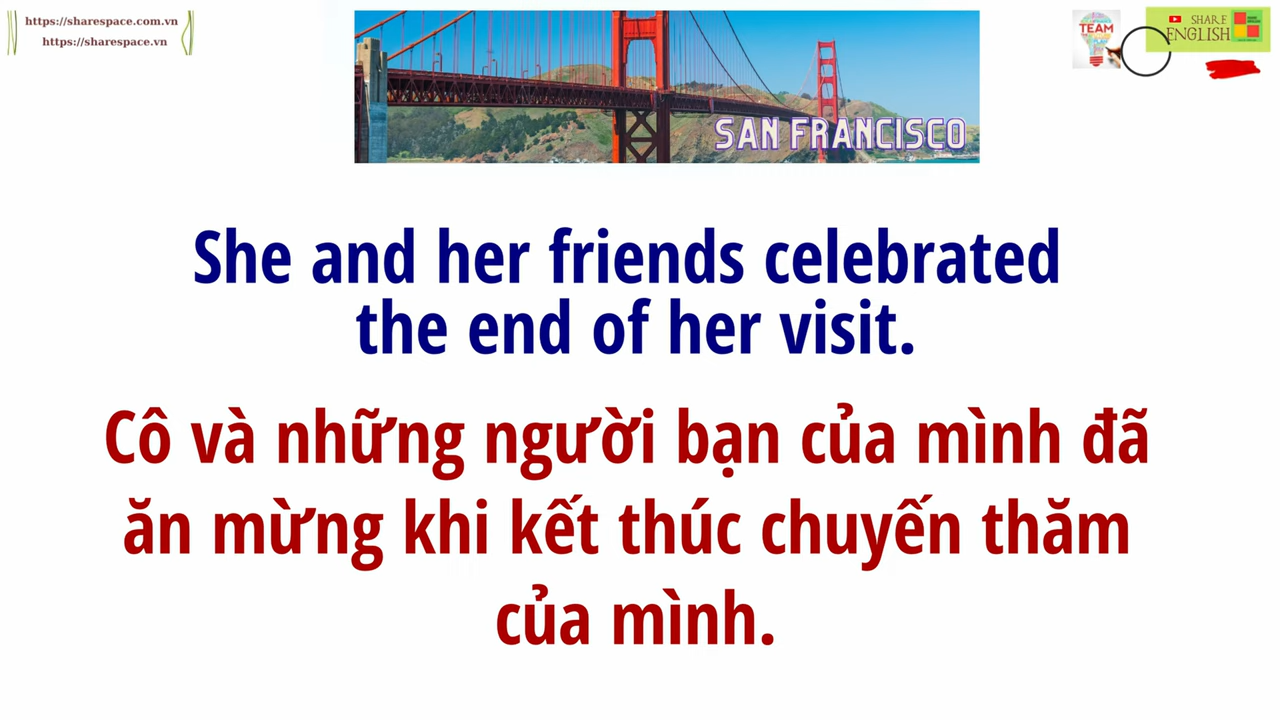 https://sharespace.com.vn
https://sharespace.vn
SAN FRANCISCO
TEAM
SHARE
ENGLISH
She and her friends celebrated
the end of her visit.
Cô và những người bạn của mình đã
ăn mừng khi kết thúc chuyến thăm
của mình.